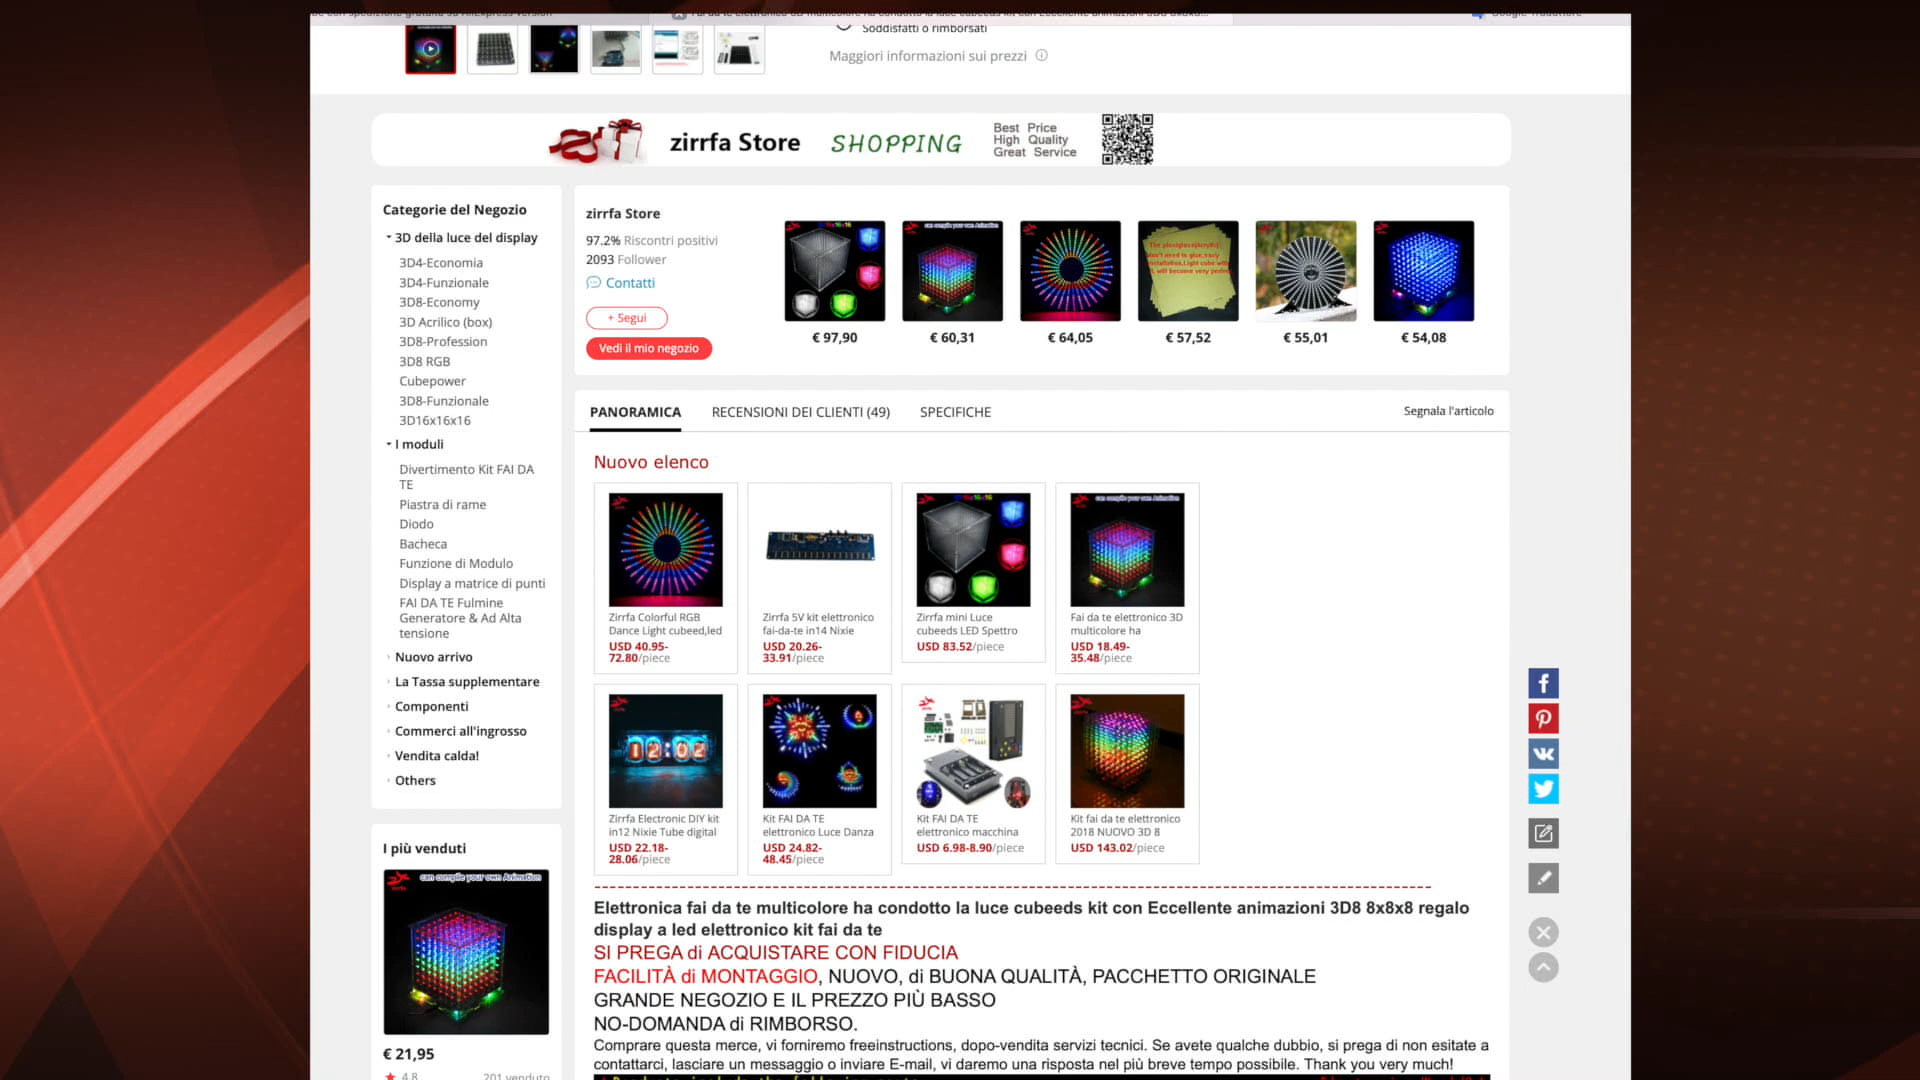 Soddisfatti o rimborsati
Maggiori informazioni sui prezzi
zirrfa Store
SHOPPING
Best Price
High Quality
Great Service
Categorie del Negozio
3D della luce del display
3D4-Economia
3D4-Funzionale
3D8-Economy
3D Acrilico (box)
3D8-Profession
3D8 RGB
Cubepower
3D8-Funzionale
3D16x16x16
I moduli
Divertimento Kit FAI DA
TE
Piastra di rame
Diodo
Bacheca
Funzione di Modulo
Display a matrice di punti
FAI DA TE Fulmine
Generatore & Ad Alta
tensione
Nuovo arrivo
La Tassa supplementare
Componenti
Commerci all'ingrosso
Vendita calda!
Others
I più venduti
can compile your own Animation
€ 21,95
4.8
201 venduto
zirrfa Store
97.2% Riscontri positivi
2093 Follower
Contatti
+ Segui
Vedi il mio negozio
€ 97,90
€ 60,31
€ 64,05
€ 57,52
€ 55,01
€ 54,08
PANORAMICA
RECENSIONI DEI CLIENTI (49)
SPECIFICHE
Segnala l'articolo
Nuovo elenco
Zirrfa Colorful RGB
Dance Light cubeed,led
USD 40.95-
72.80/piece
Zirrfa 5V kit elettronico
fai-da-te in14 Nixie
USD 20.26-
33.91/piece
Zirrfa mini Luce
cubeeds LED Spettro
USD 83.52/piece
can compile your own Animation
Fai da te elettronico 3D
multicolore ha
USD 18.49-
35.48/piece
12:02
Zirrfa Electronic DIY kit
in12 Nixie Tube digital
USD 22.18-
28.06/piece
Kit FAI DA TE
elettronico Luce Danza
USD 24.82-
48.45/piece
Kit FAI DA TE
elettronico macchina
USD 6.98-8.90/piece
Kit fai da te elettronico
2018 NUOVO 3D 8
USD 143.02/piece
Elettronica fai da te multicolore ha condotto la luce cubeeds kit con Eccellente animazioni 3D8 8x8x8 regalo
display a led elettronico kit fai da te
SI PREGA di ACQUISTARE CON FIDUCIA
FACILITÀ di MONTAGGIO, NUOVO, di BUONA QUALITÀ, PACCHETTO ORIGINALE
GRANDE NEGOZIO E IL PREZZO PIÙ BASSO
NO-DOMANDA di RIMBORSO.
Comprare questa merce, vi forniremo freeinstructions, dopo-vendita servizi tecnici. Se avete qualche dubbio, si prega di non esitate a
contattarci, lasciare un messaggio o inviare E-mail, vi daremo una risposta nel più breve tempo possibile. Thank you very much!